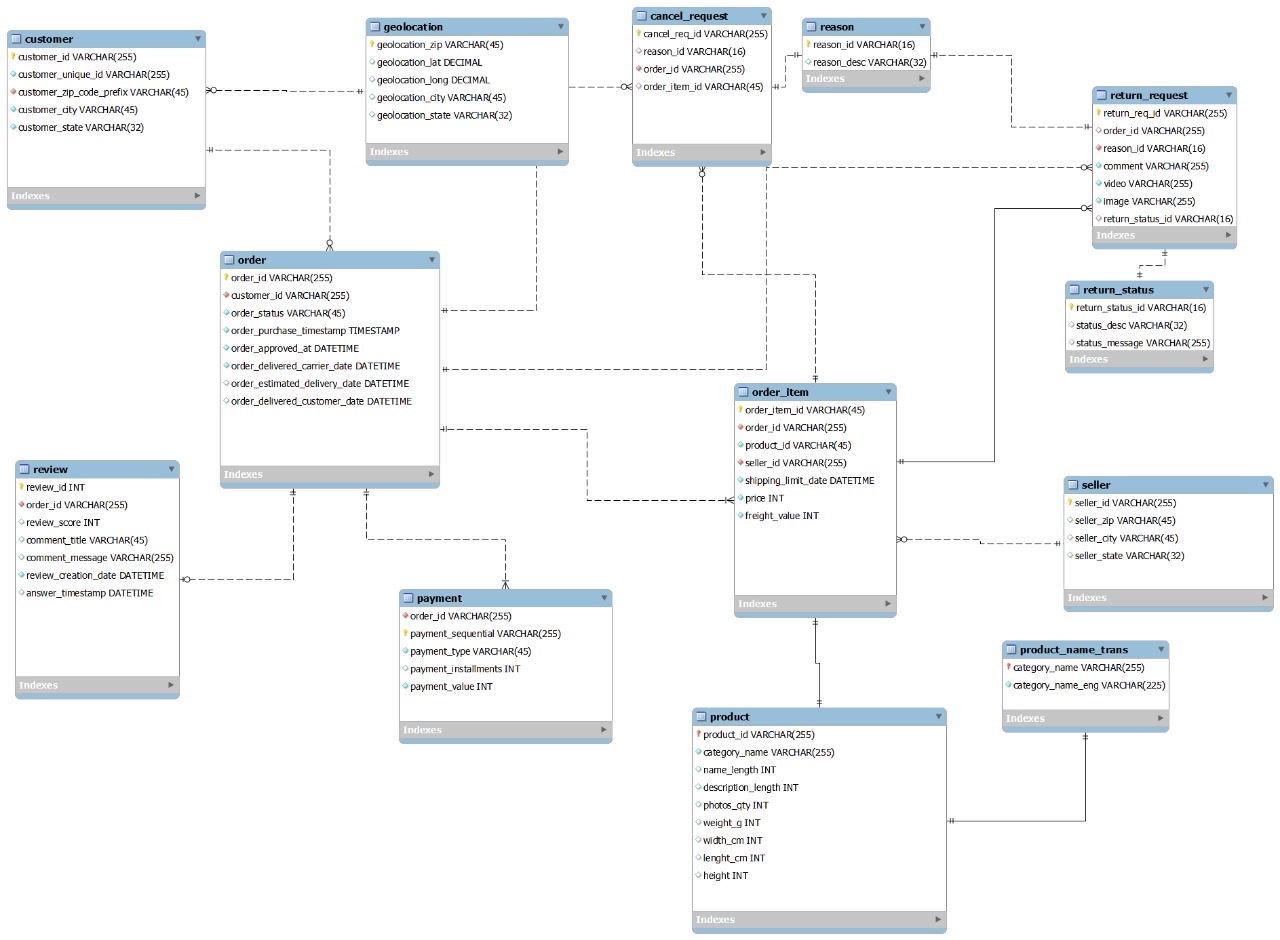 customer
customer_id VARCHAR(255)
customer_unique_id VARCHAR(255)
customer_zip_code_prefix VARCHAR(45)
customer_city VARCHAR(45)
customer_state VARCHAR(32)
Indexes
geolocation
geolocation_zip VARCHAR(45)
geolocation_lat DECIMAL
geolocation_long DECIMAL
geolocation_city VARCHAR(45)
geolocation_state VARCHAR(32)
Indexes
cancel_request
cancel_req_id VARCHAR(255)
reason_id VARCHAR(16)
order_id VARCHAR(255)
order_item_id VARCHAR(45)
Indexes
reason
reason_id VARCHAR(16)
reason_desc VARCHAR(32)
Indexes
return_request
return_req_id VARCHAR(255)
order_id VARCHAR(255)
reason_id VARCHAR(16)
comment VARCHAR(255)
video VARCHAR(255)
image VARCHAR(255)
return_status_id VARCHAR(16)
Indexes
return_status
return_status_id VARCHAR(16)
status_desc VARCHAR(32)
status_message VARCHAR(255)
Indexes
order
order_id VARCHAR(255)
customer_id VARCHAR(255)
order_status VARCHAR(45)
order_purchase_timestamp TIMESTAMP
order_approved_at DATETIME
order_delivered_carrier_date DATETIME
order_estimated_delivery_date DATETIME
order_delivered_customer_date DATETIME
Indexes
order_item
order_item_id VARCHAR(45)
order_id VARCHAR(255)
product_id VARCHAR(45)
seller_id VARCHAR(255)
shipping_limit_date DATETIME
price INT
freight_value INT
Indexes
review
review_id INT
order_id VARCHAR(255)
review_score INT
comment_title VARCHAR(45)
comment_message VARCHAR(255)
review_creation_date DATETIME
answer_timestamp DATETIME
Indexes
seller
seller_id VARCHAR(255)
seller_zip VARCHAR(45)
seller_city VARCHAR(45)
seller_state VARCHAR(32)
Indexes
payment
order_id VARCHAR(255)
payment_sequential VARCHAR(255)
payment_type VARCHAR(45)
payment_installments INT
payment_value INT
Indexes
product_name_trans
category_name VARCHAR(255)
category_name_eng VARCHAR(225)
Indexes
product
product_id VARCHAR(255)
category_name VARCHAR(255)
name_length INT
description_length INT
photos_qty INT
weight_g INT
width_cm INT
lenght_cm INT
height INT
Indexes